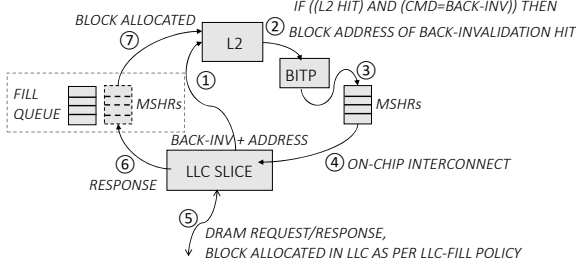 IF ((L2 HIT) AND (CMD=BACK-INV)) THEN
BLOCK ADDRESS OF BACK-INVALIDATION HIT
BLOCK ALLOCATED
②
⑦
L2
BITP
③
①
FILL
QUEUE
MSHRs
MSHRs
BACK-INV + ADDRESS
④ ON-CHIP INTERCONNECT
⑥
RESPONSE
LLC SLICE
⑤
DRAM REQUEST/RESPONSE,
BLOCK ALLOCATED IN LLC AS PER LLC-FILL POLICY